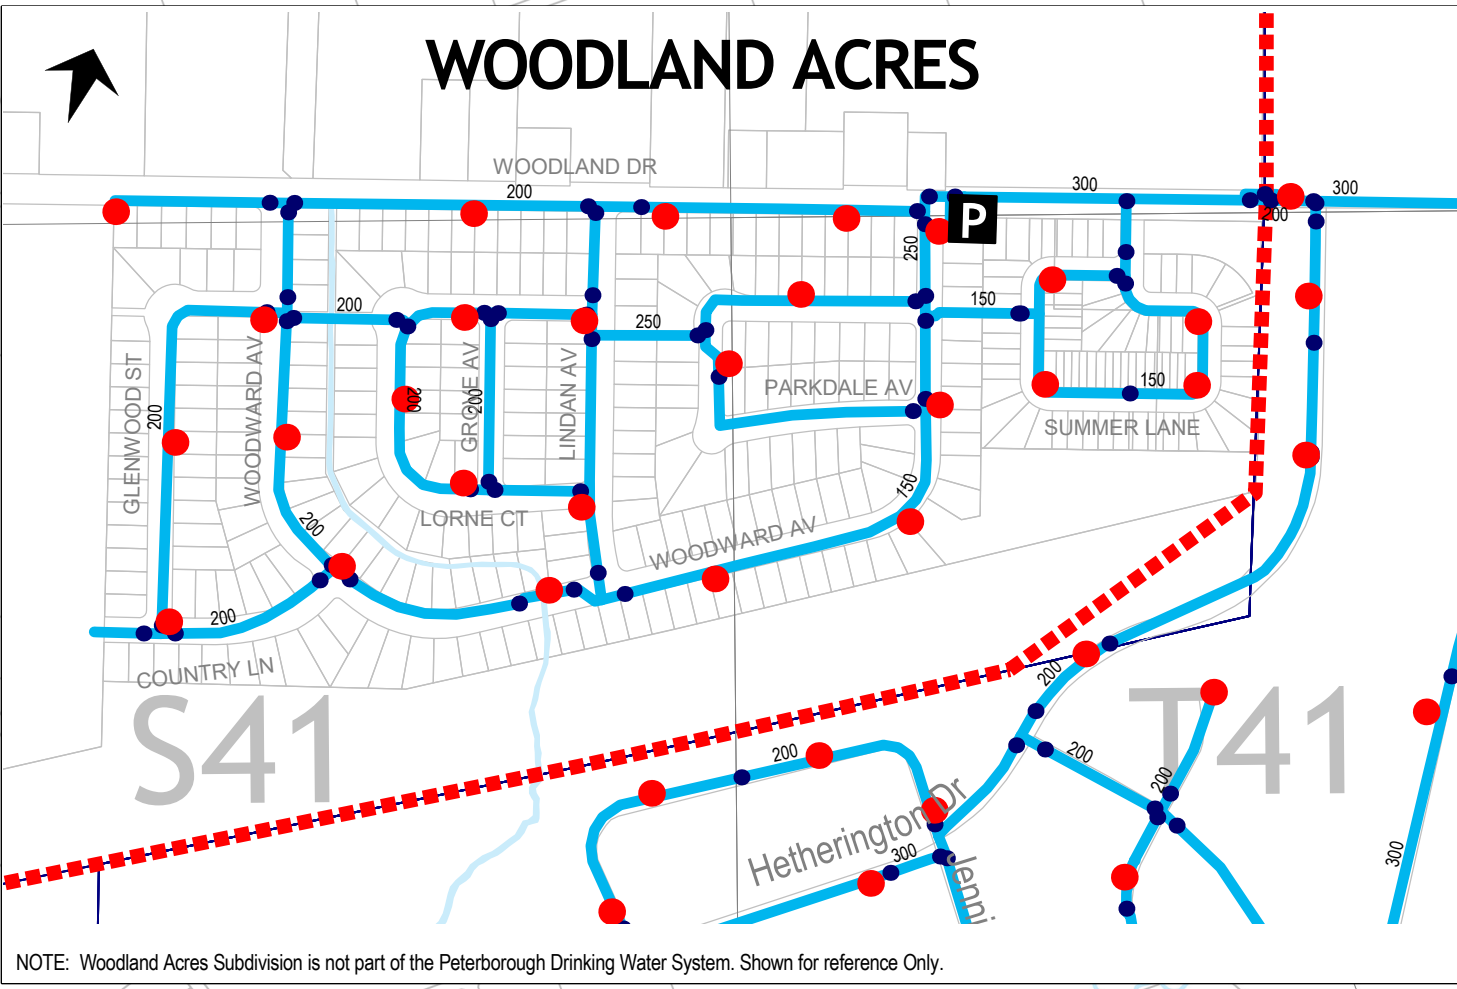 WOODLAND ACRES
WOODLAND DR
200
300
300
200
P
250
150
200
250
GLENWOOD ST
200
WOODWARD AV
200
GROVE AV
200
LINDAN AV
PARKDALE AV
150
SUMMER LANE
150
LORNE CT
200
WOODWARD AV
200
COUNTRY LN
S41
T41
200
200
200
200
Hetherington Dr
300
Jenni
300
NOTE: Woodland Acres Subdivision is not part of the Peterborough Drinking Water System. Shown for reference Only.